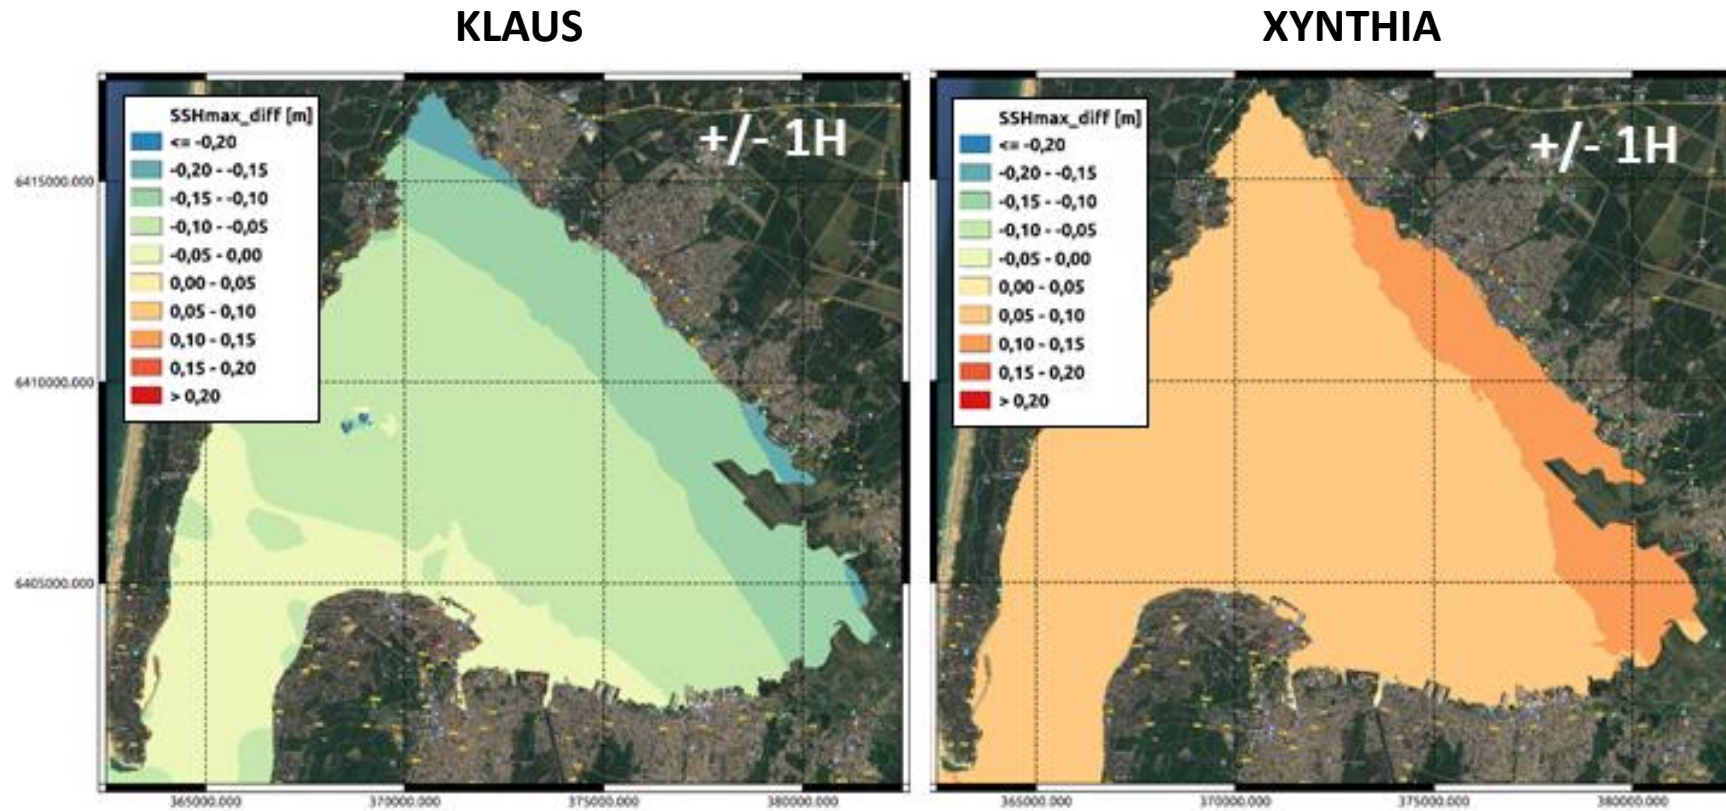 KLAUS
XYNTHIA
SSHmax_diff [m]
<= -0,20
-0,20 - -0,15
-0,15 - -0,10
-0,10 - -0,05
-0,05 - 0,00
0,00 - 0,05
0,05 - 0,10
0,10 - 0,15
0,15 - 0,20
> 0,20
+/- 1H
6415000.000
6410000.000
6405000.000
365000.000
370000.000
375000.000
380000.000
SSHmax_diff [m]
<= -0,20
-0,20 - -0,15
-0,15 - -0,10
-0,10 - -0,05
-0,05 - 0,00
0,00 - 0,05
0,05 - 0,10
0,10 - 0,15
0,15 - 0,20
> 0,20
+/- 1H
365000.000
370000.000
375000.000
380000.000